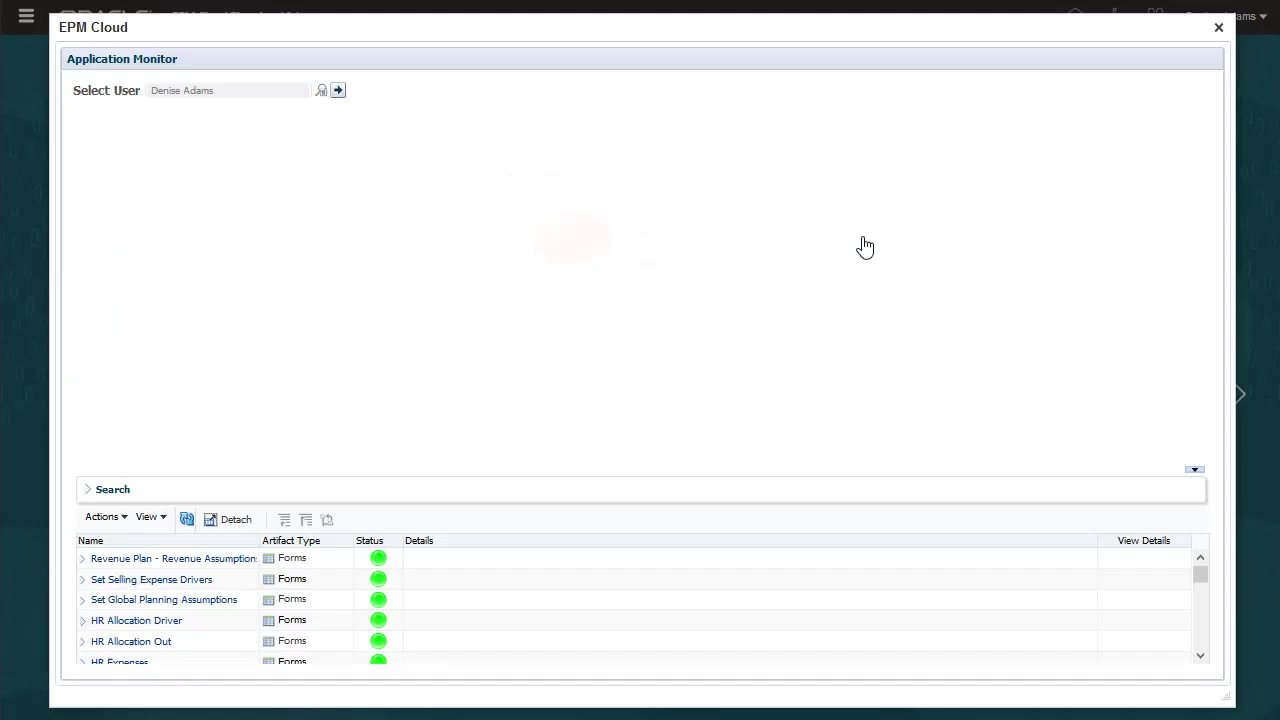 EPM Cloud
Application Monitor
Select User Denise Adams
Search
Actions View Detach
Name Artifact Type Status Details View Details
Revenue Plan - Revenue Assumptions Forms
Set Selling Expense Drivers Forms
Set Global Planning Assumptions Forms
HR Allocation Driver Forms
HR Allocation Out Forms
HR Expenses Forms